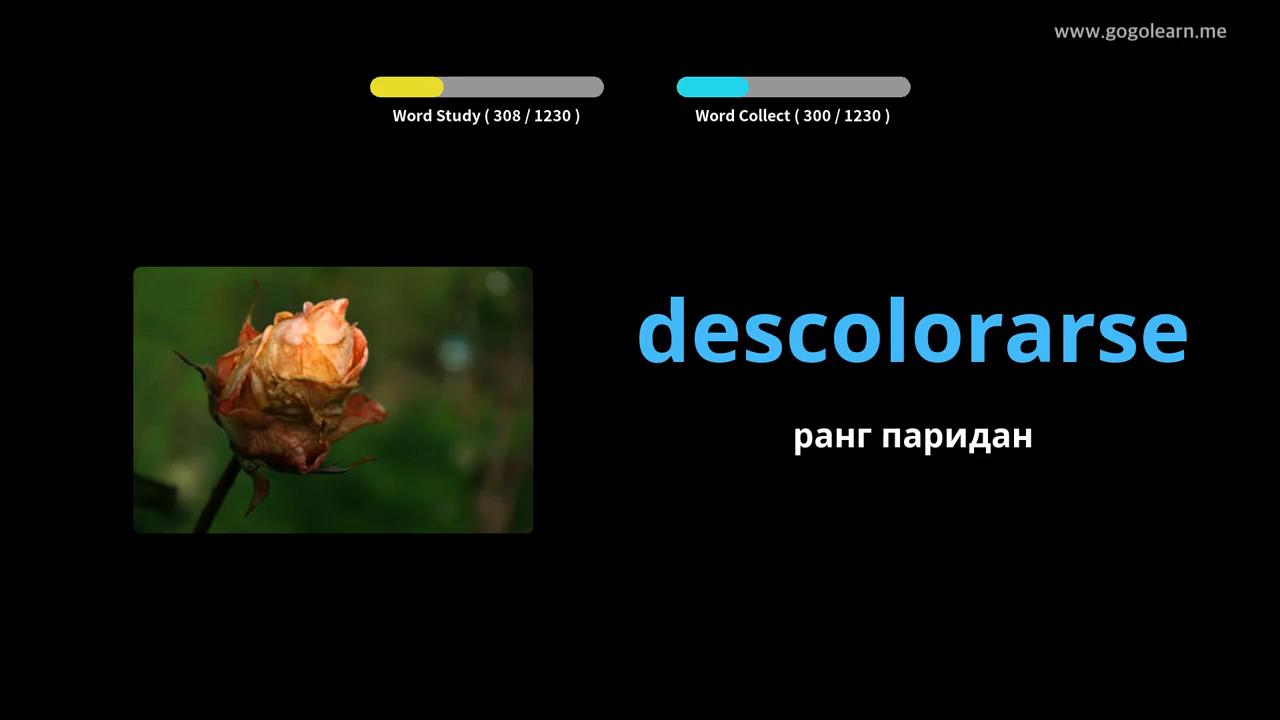 www.gogolearn.me
Word Study ( 308 / 1230 )
Word Collect ( 300 / 1230 )
descolorarse
ранг паридан